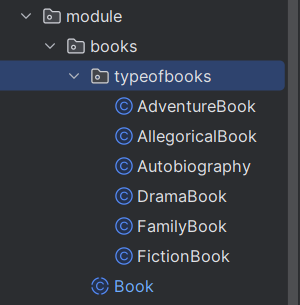 module
books
typeofbooks
AdventureBook
AllegoricalBook
Autobiography
DramaBook
FamilyBook
FictionBook
Book